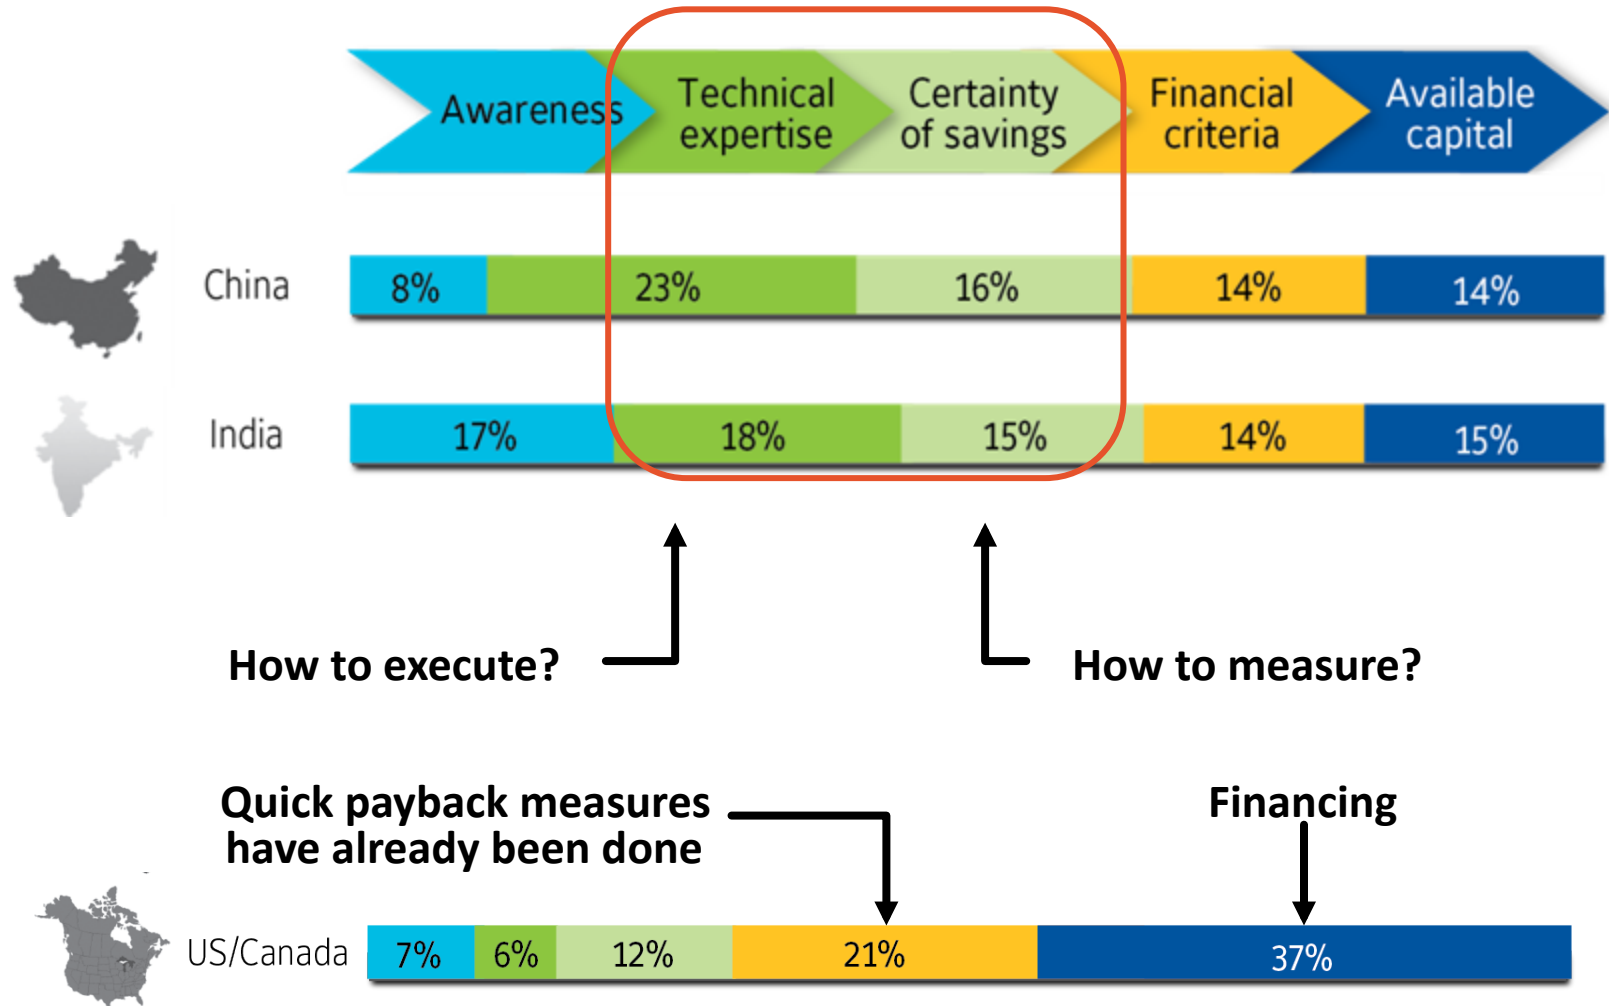 Awareness
Technical
expertise
Certainty
of savings
Financial
criteria
Available
capital
China
8%
23%
16%
14%
14%
India
17%
18%
15%
14%
15%
How to execute?
How to measure?
Quick payback measures
have already been done
Financing
US/Canada
7%
6%
12%
21%
37%